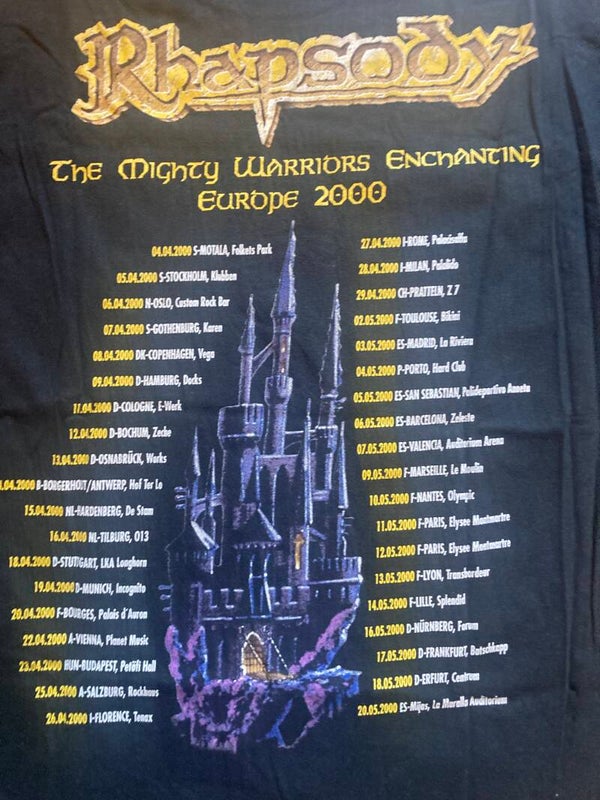 Rhapsody
The Mighty Warriors Enchanting
Europe 2000
04.04.2000 S-MOTALA, Folkets Park
05.04.2000 S-STOCKHOLM, Klubben
06.04.2000 N-OSLO, Custom Rock Bar
07.04.2000 S-GOTHENBURG, Karen
08.04.2000 DK-COPENHAGEN, Vega
09.04.2000 D-HAMBURG, Docks
11.04.2000 D-COLOGNE, E-Werk
12.04.2000 D-BOCHUM, Zeche
13.04.2000 D-OSNABRÜCK, Works
.04.2000 B-BORGERHOUT/ANTWERP, Hof Ter Lo
15.04.2000 NL-HARDENBERG, De Stam
16.04.2000 NL-TILBURG, O13
18.04.2000 D-STUTTGART, LKA Longhorn
19.04.2000 D-MUNICH, Incognito
20.04.2000 F-BOURGES, Palais d'Auron
22.04.2000 A-VIENNA, Planet Music
23.04.2000 HUN-BUDAPEST, Petöfi Hall
25.04.2000 A-SALZBURG, Rockhaus
26.04.2000 I-FLORENCE, Tenax
27.04.2000 I-ROME, Palacisalfa
28.04.2000 I-MILAN, Palalido
29.04.2000 CH-PRATTELN, Z 7
02.05.2000 F-TOULOUSE, Bikini
03.05.2000 ES-MADRID, La Riviera
04.05.2000 P-PORTO, Hard Club
05.05.2000 ES-SAN SEBASTIAN, Polideportivo Anoeta
06.05.2000 ES-BARCELONA, Zeleste
07.05.2000 ES-VALENCIA, Auditorium Arena
09.05.2000 F-MARSEILLE, Le Moulin
10.05.2000 F-NANTES, Olympic
11.05.2000 F-PARIS, Elysee Montmartre
12.05.2000 F-PARIS, Elysee Montmartre
13.05.2000 F-LYON, Transbordeur
14.05.2000 F-LILLE, Splendid
16.05.2000 D-NÜRNBERG, Forum
17.05.2000 D-FRANKFURT, Batschkapp
18.05.2000 D-ERFURT, Centrum
20.05.2000 ES-Mijas, La Maralla Auditorium